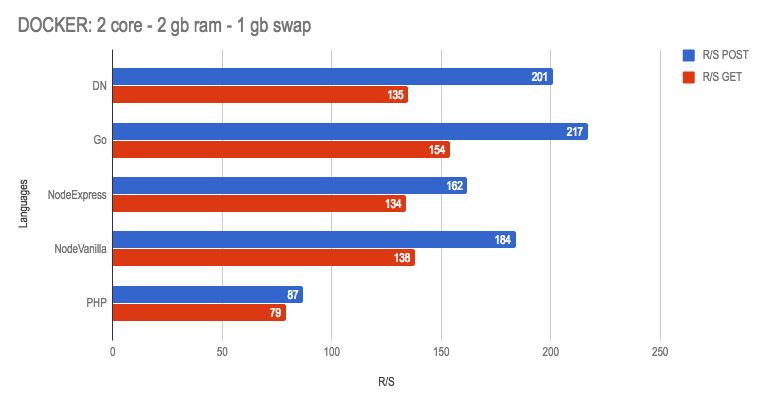 DOCKER: 2 core - 2 gb ram - 1 gb swap
R/S POST
R/S GET
Languages
DN
201
135
Go
217
154
NodeExpress
162
134
NodeVanilla
184
138
PHP
87
79
0 50 100 150 200 250
R/S